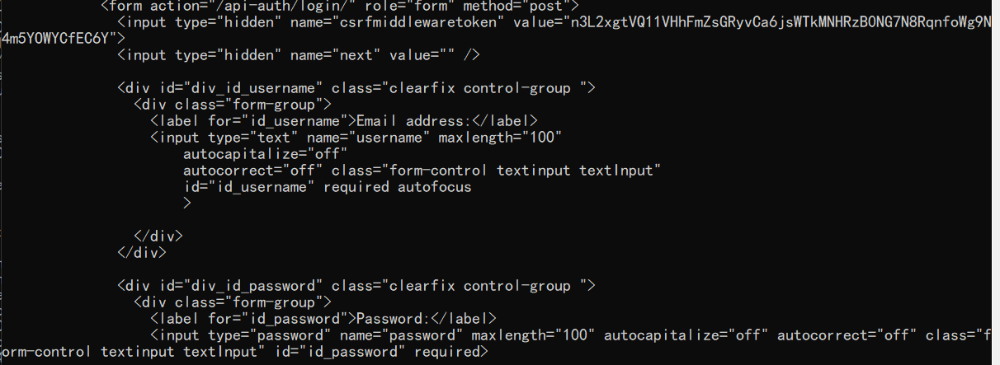 <form action="/api-auth/login/" role="form" method="post">
<input type="hidden" name="csrfmiddlewaretoken" value="n3L2xgtVQ11VHhFmZsGRyvCa6jsWTkMNHRzBONG7N8RqnfoWg9N
4m5YOWYCfEC6Y">
<input type="hidden" name="next" value="" />
<div id="div_id_username" class="clearfix control-group ">
<div class="form-group">
<label for="id_username">Email address:</label>
<input type="text" name="username" maxlength="100"
autocapitalize="off"
autocorrect="off" class="form-control textinput textInput"
id="id_username" required autofocus
>
</div>
</div>
<div id="div_id_password" class="clearfix control-group ">
<div class="form-group">
<label for="id_password">Password:</label>
<input type="password" name="password" maxlength="100" autocapitalize="off" autocorrect="off" class="f
orm-control textinput textInput" id="id_password" required>